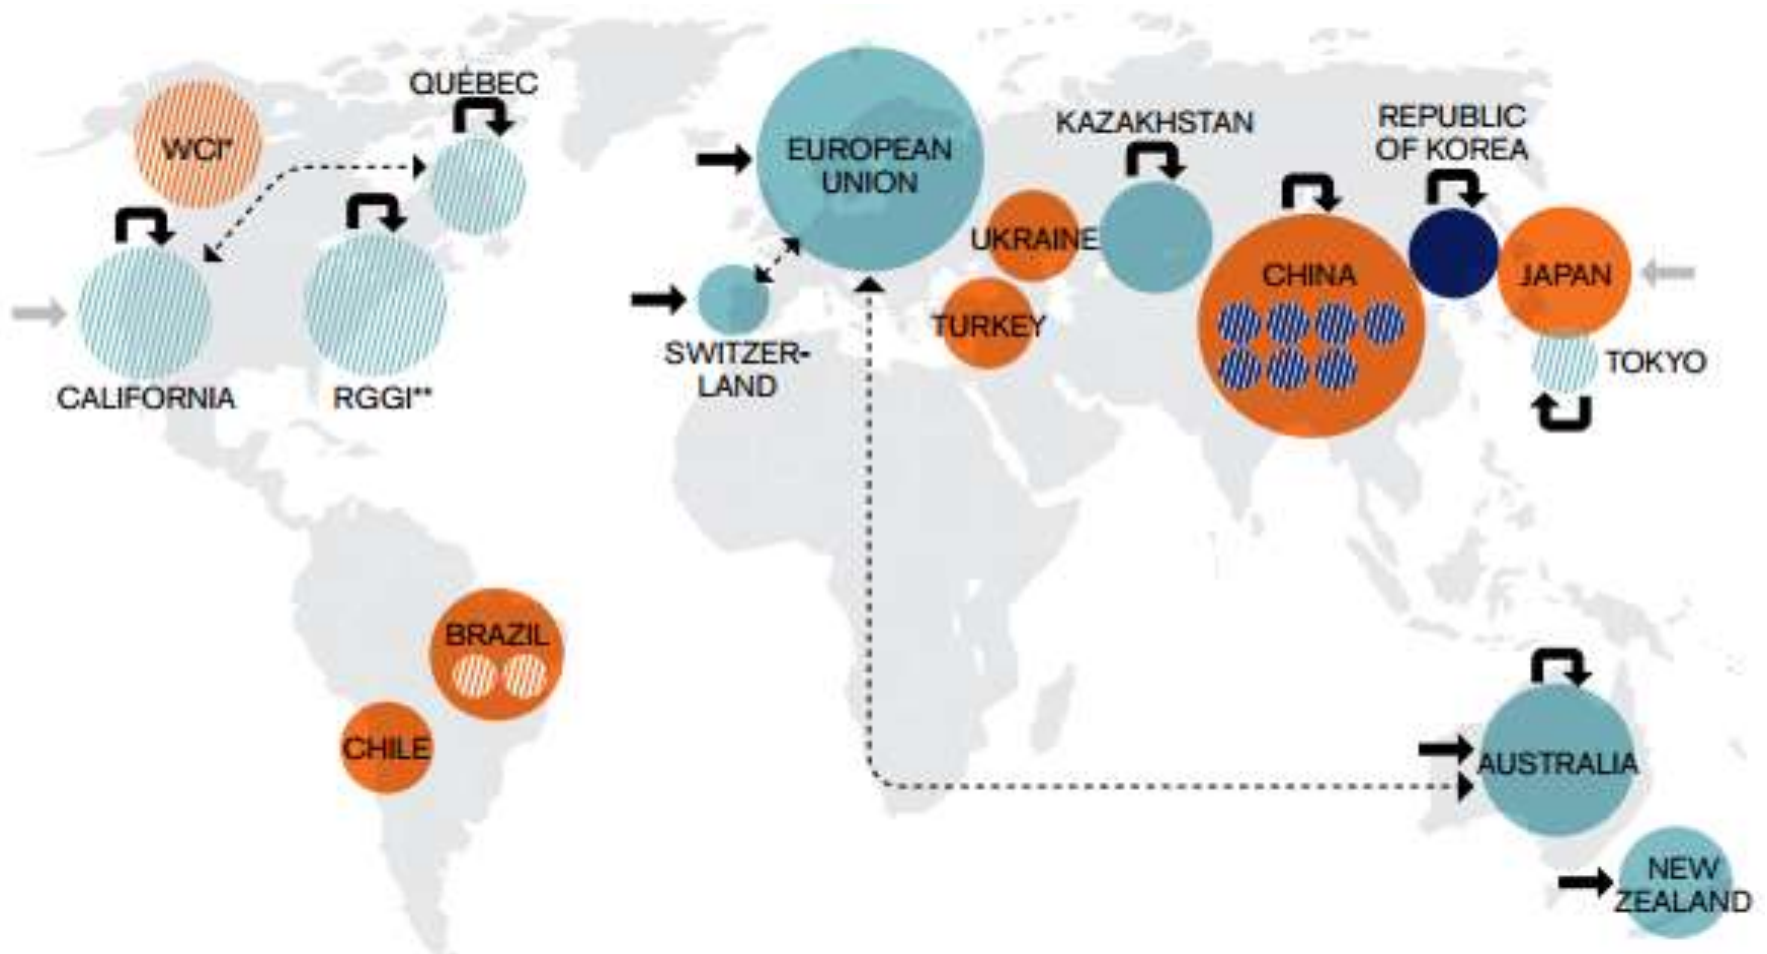 QUÉBEC
WCI*
CALIFORNIA
RGGI**
EUROPEAN
UNION
SWITZER-
LAND
UKRAINE
TURKEY
KAZAKHSTAN
CHINA
REPUBLIC
OF KOREA
JAPAN
TOKYO
BRAZIL
CHILE
AUSTRALIA
NEW
ZEALAND